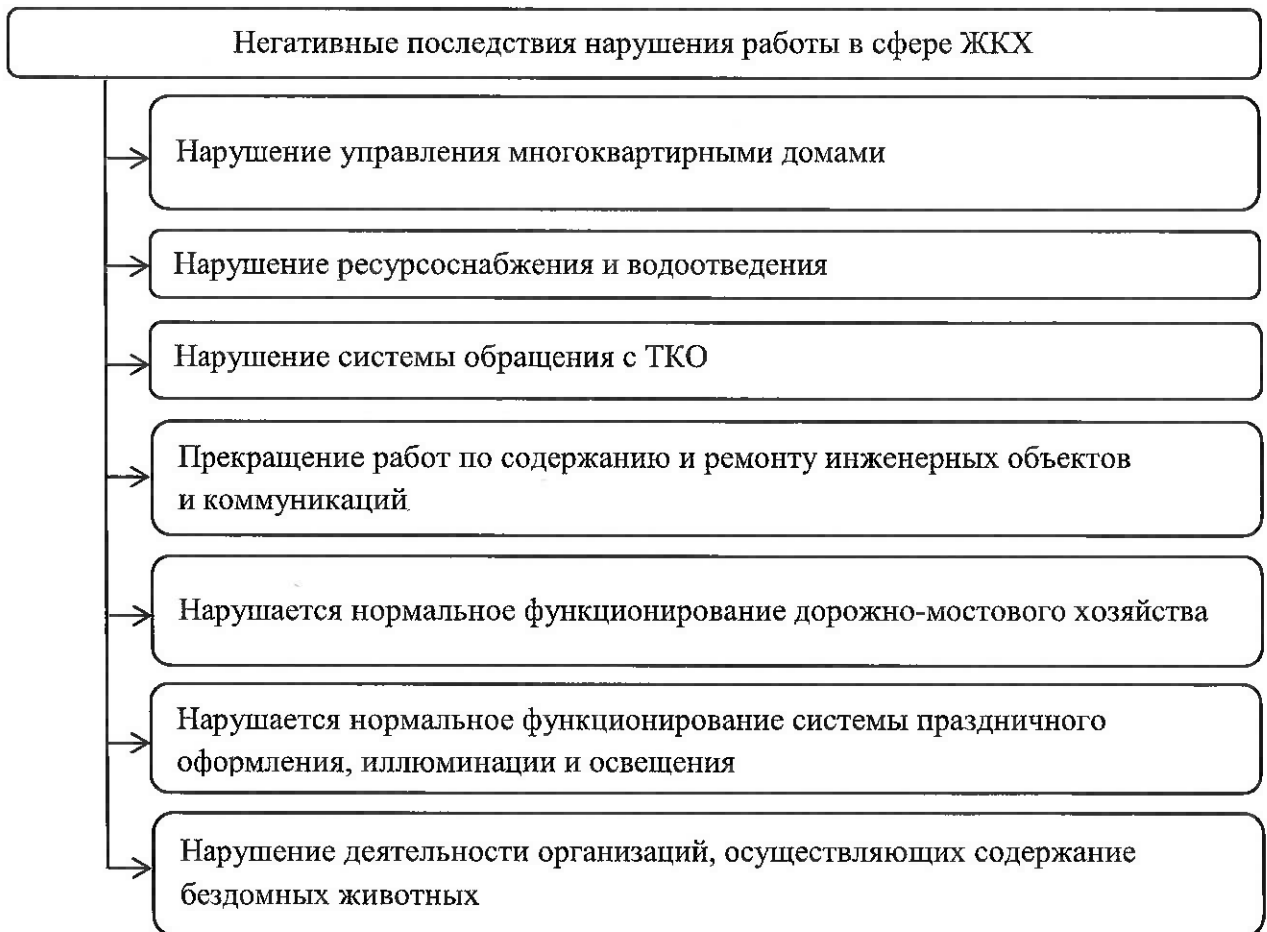 Негативные последствия нарушения работы в сфере ЖКХ
Нарушение управления многоквартирными домами
Нарушение ресурсоснабжения и водоотведения
Нарушение системы обращения с ТКО
Прекращение работ по содержанию и ремонту инженерных объектов
и коммуникаций
Нарушается нормальное функционирование дорожно-мостового хозяйства
Нарушается нормальное функционирование системы праздничного
оформления, иллюминации и освещения
Нарушение деятельности организаций, осуществляющих содержание
бездомных животных